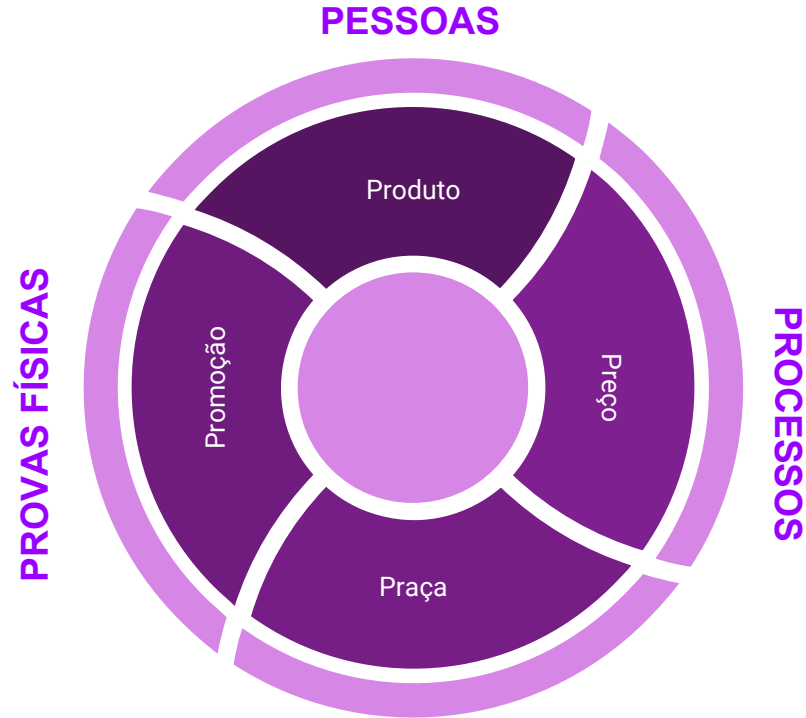 PESSOAS
Produto
PROVAS FÍSICAS
Promoção
Preço
PROCESSOS
Praça